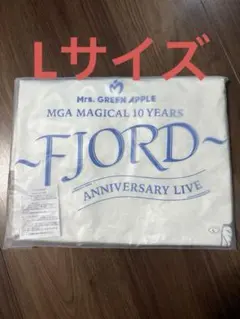 Lサイズ
Mrs. GREEN APPLE
MGA MAGICAL 10 YEARS
~FJORD~
ANNIVERSARY LIVE